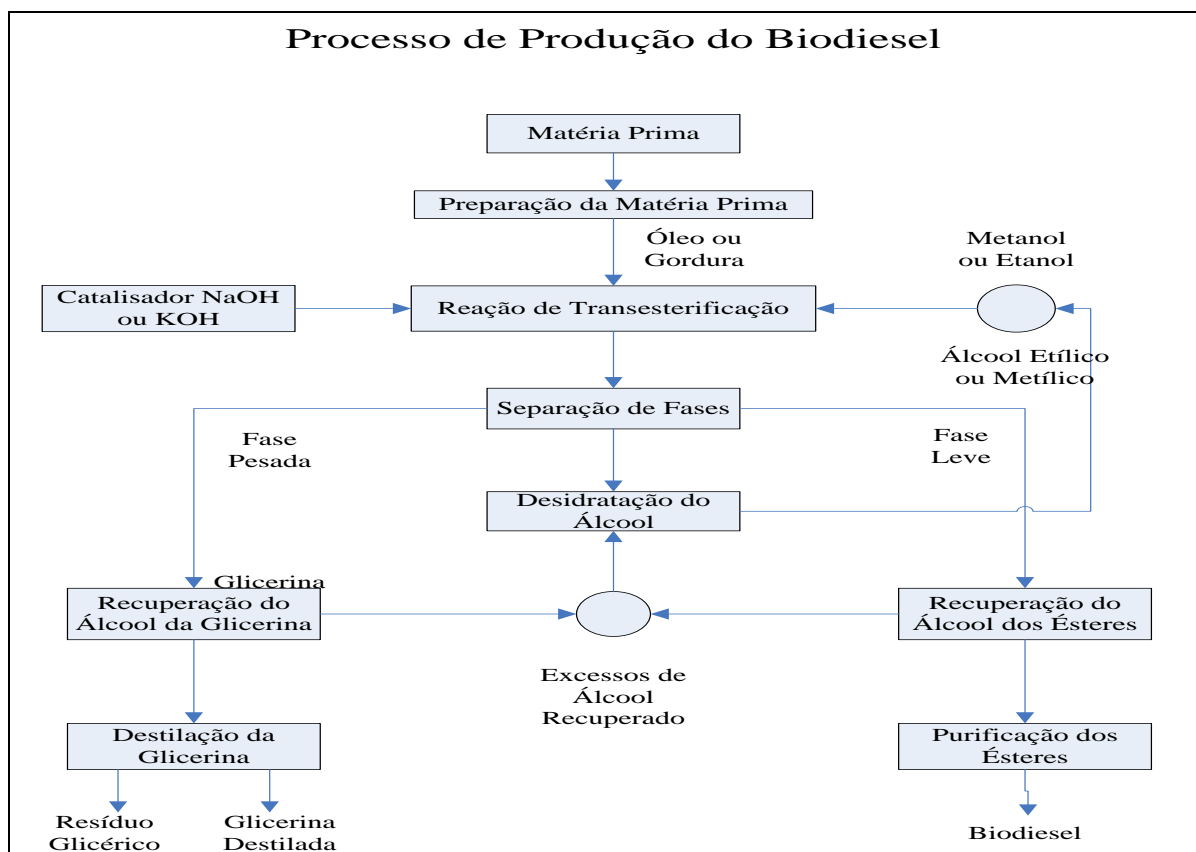 Processo de Produção do Biodiesel
Matéria Prima
Preparação da Matéria Prima
Óleo ou
Gordura
Metanol
ou Etanol
Catalisador NaOH
ou KOH
Reação de Transesterificação
Álcool Etílico
ou Metílico
Separação de Fases
Fase
Pesada
Fase
Leve
Desidratação do
Álcool
Glicerina
Recuperação do
Álcool da Glicerina
Recuperação do
Álcool dos Ésteres
Excessos de
Álcool
Recuperado
Destilação da
Glicerina
Purificação dos
Ésteres
Resíduo
Glicérico
Glicerina
Destilada
Biodiesel